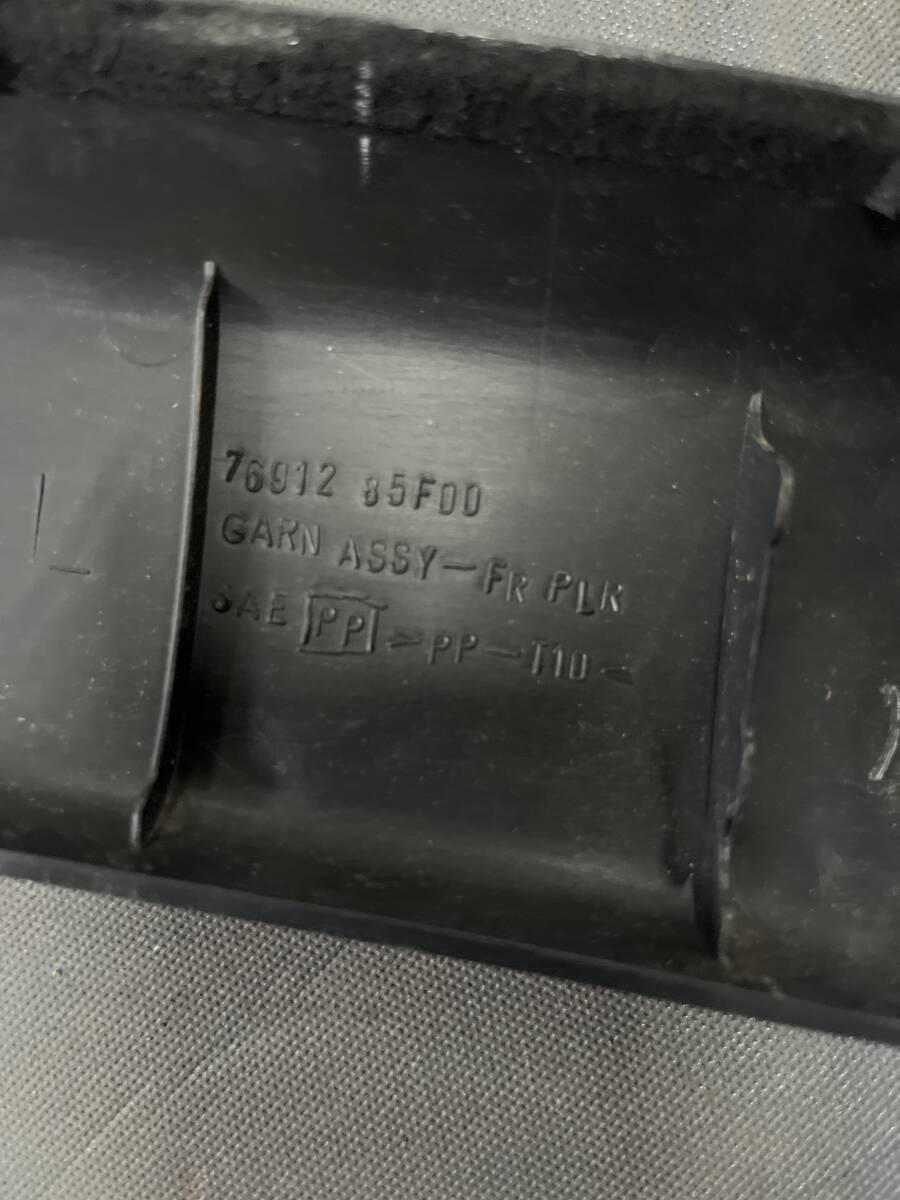 76912 85F00
GARN ASSY-FR PLR
SAE PP >PP-T10<